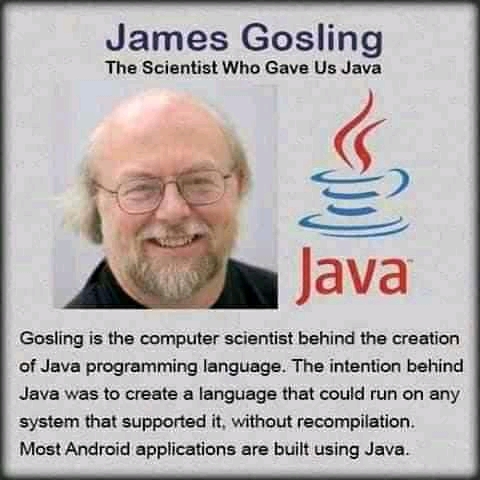 James Gosling
The Scientist Who Gave Us Java
Java™
Gosling is the computer scientist behind the creation
of Java programming language. The intention behind
Java was to create a language that could run on any
system that supported it, without recompilation.
Most Android applications are built using Java.